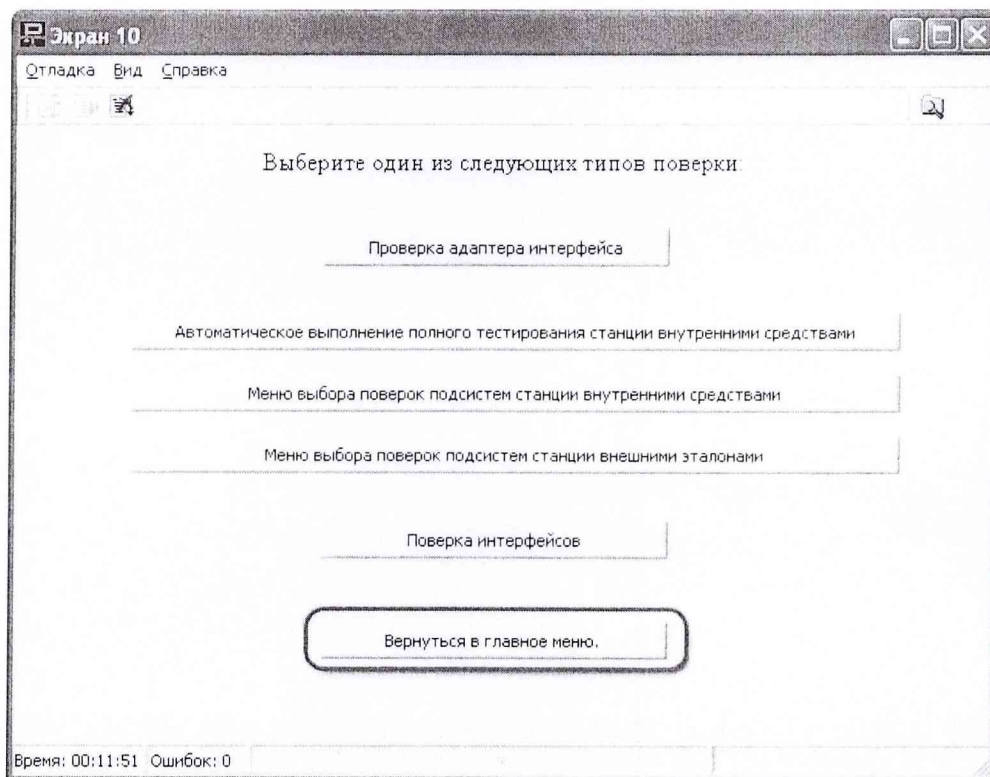 Экран 10
Отладка Вид Справка
Выберите один из следующих типов поверки:
Проверка адаптера интерфейса
Автоматическое выполнение полного тестирования станции внутренними средствами
Меню выбора поверок подсистем станции внутренними средствами
Меню выбора поверок подсистем станции внешними эталонами
Поверка интерфейсов
Вернуться в главное меню.
Время: 00:11:51 Ошибок: 0